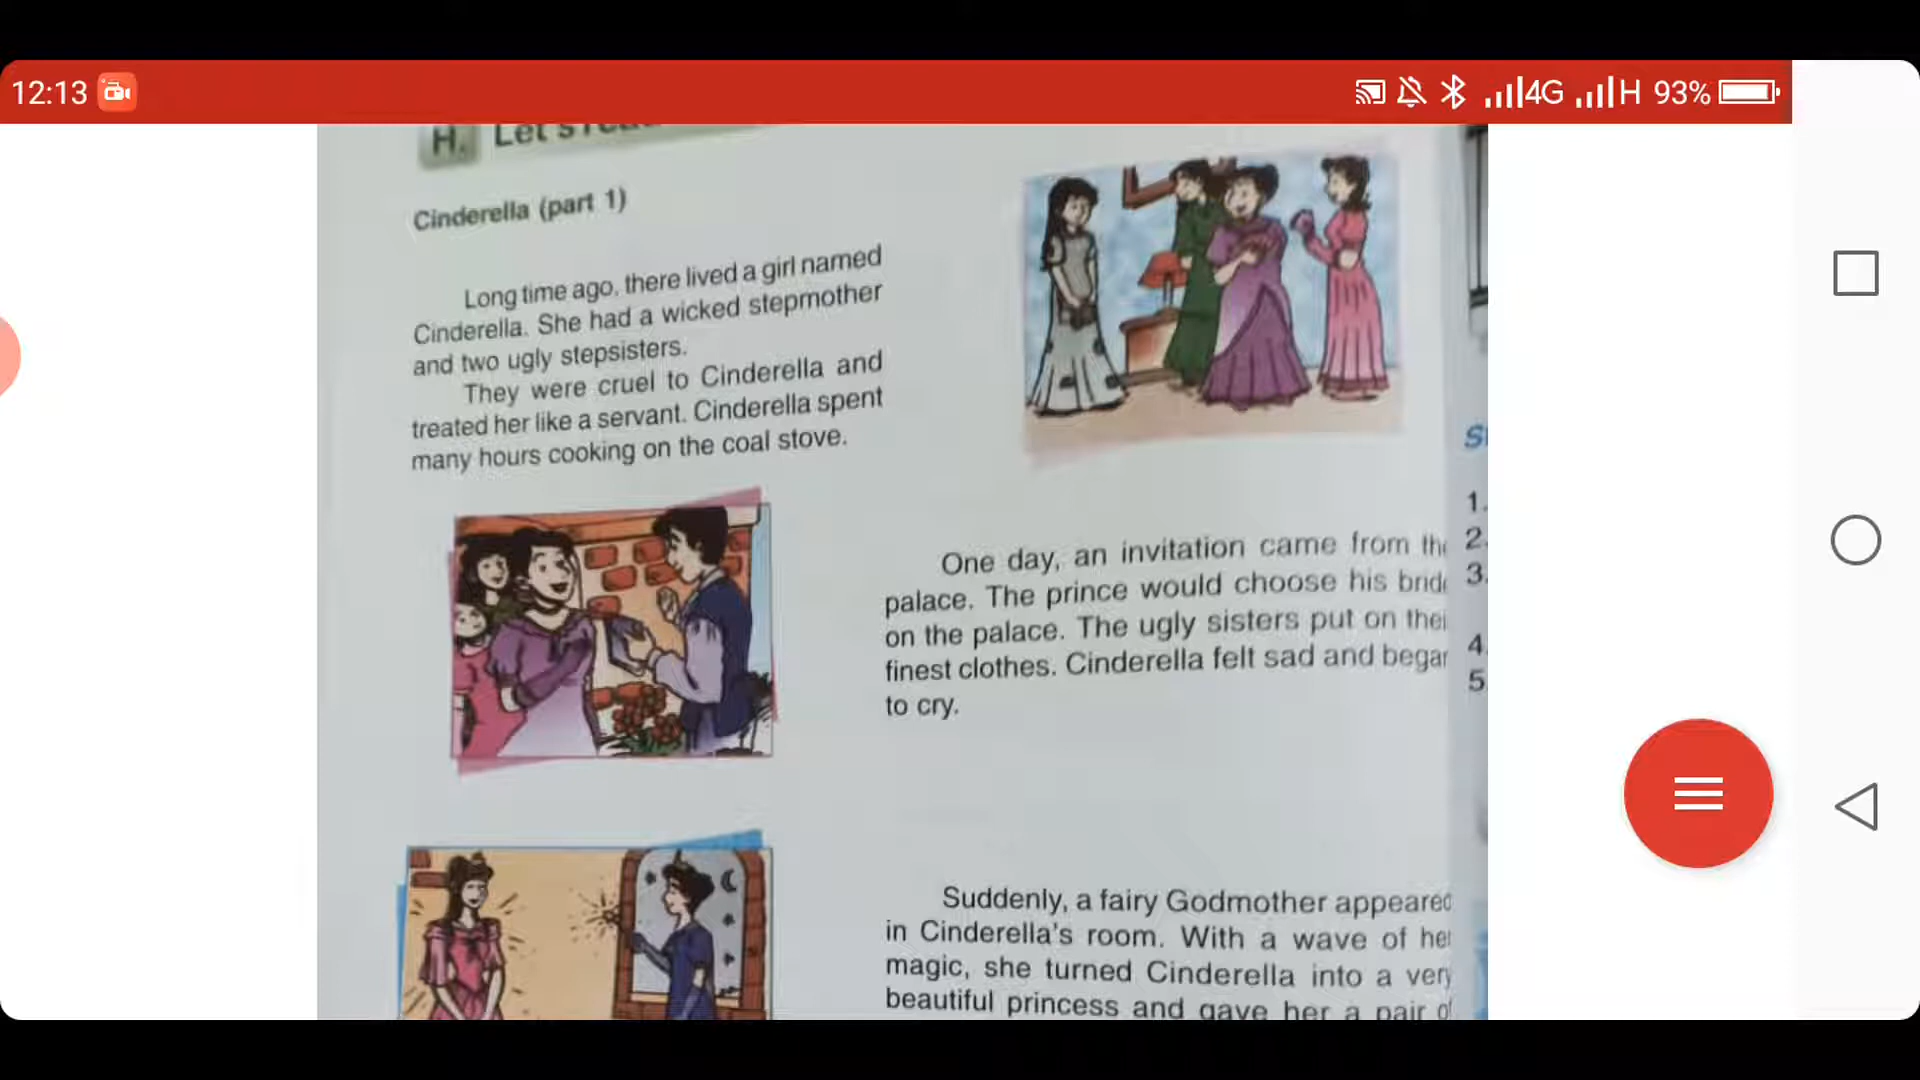 12:13
4G H 93%
H. Let's
Cinderella (part 1)
Long time ago, there lived a girl named
Cinderella. She had a wicked stepmother
and two ugly stepsisters.
They were cruel to Cinderella and
treated her like a servant. Cinderella spent
many hours cooking on the coal stove.
One day, an invitation came from
palace. The prince would choose his
on the palace. The ugly sisters put on
finest clothes. Cinderella felt sad and
to cry.
Suddenly, a fairy Godmother appeared
in Cinderella's room. With a wave of
magic, she turned Cinderella into a
beautiful princess and gave her a pair
1.
2.
3.
4.
5.